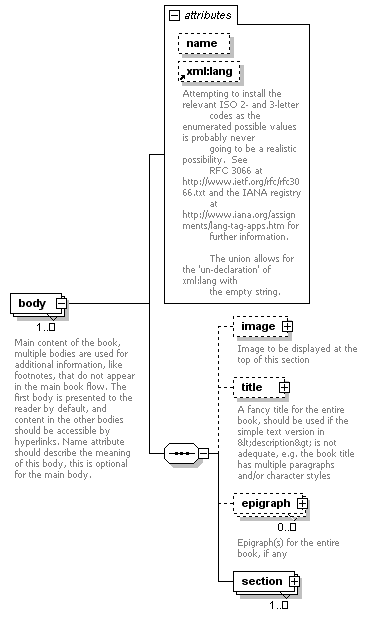 attributes
name
xml:lang
Attempting to install the
relevant ISO 2- and 3-letter
codes as the
enumerated possible values
is probably never
going to be a realistic
possibility. See
RFC 3066 at
http://www.ietf.org/rfc/rfc30
66.txt and the IANA registry
at
http://www.iana.org/assign
ments/lang-tag-apps.htm for
further information.
The union allows for
the 'un-declaration' of
xml:lang with
the empty string.
body
1..□
Main content of the book,
multiple bodies are used for
additional information, like
footnotes, that do not appear
in the main book flow. The
first body is presented to the
reader by default, and
content in the other bodies
should be accessible by
hyperlinks. Name attribute
should describe the meaning
of this body, this is optional
for the main body.
image
Image to be displayed at the
top of this section
title
A fancy title for the entire
book, should be used if the
simple text version in
&lt;description&gt; is not
adequate, e.g. the book title
has multiple paragraphs
and/or character styles
epigraph
0..□
Epigraph(s) for the entire
book, if any
section
1..□